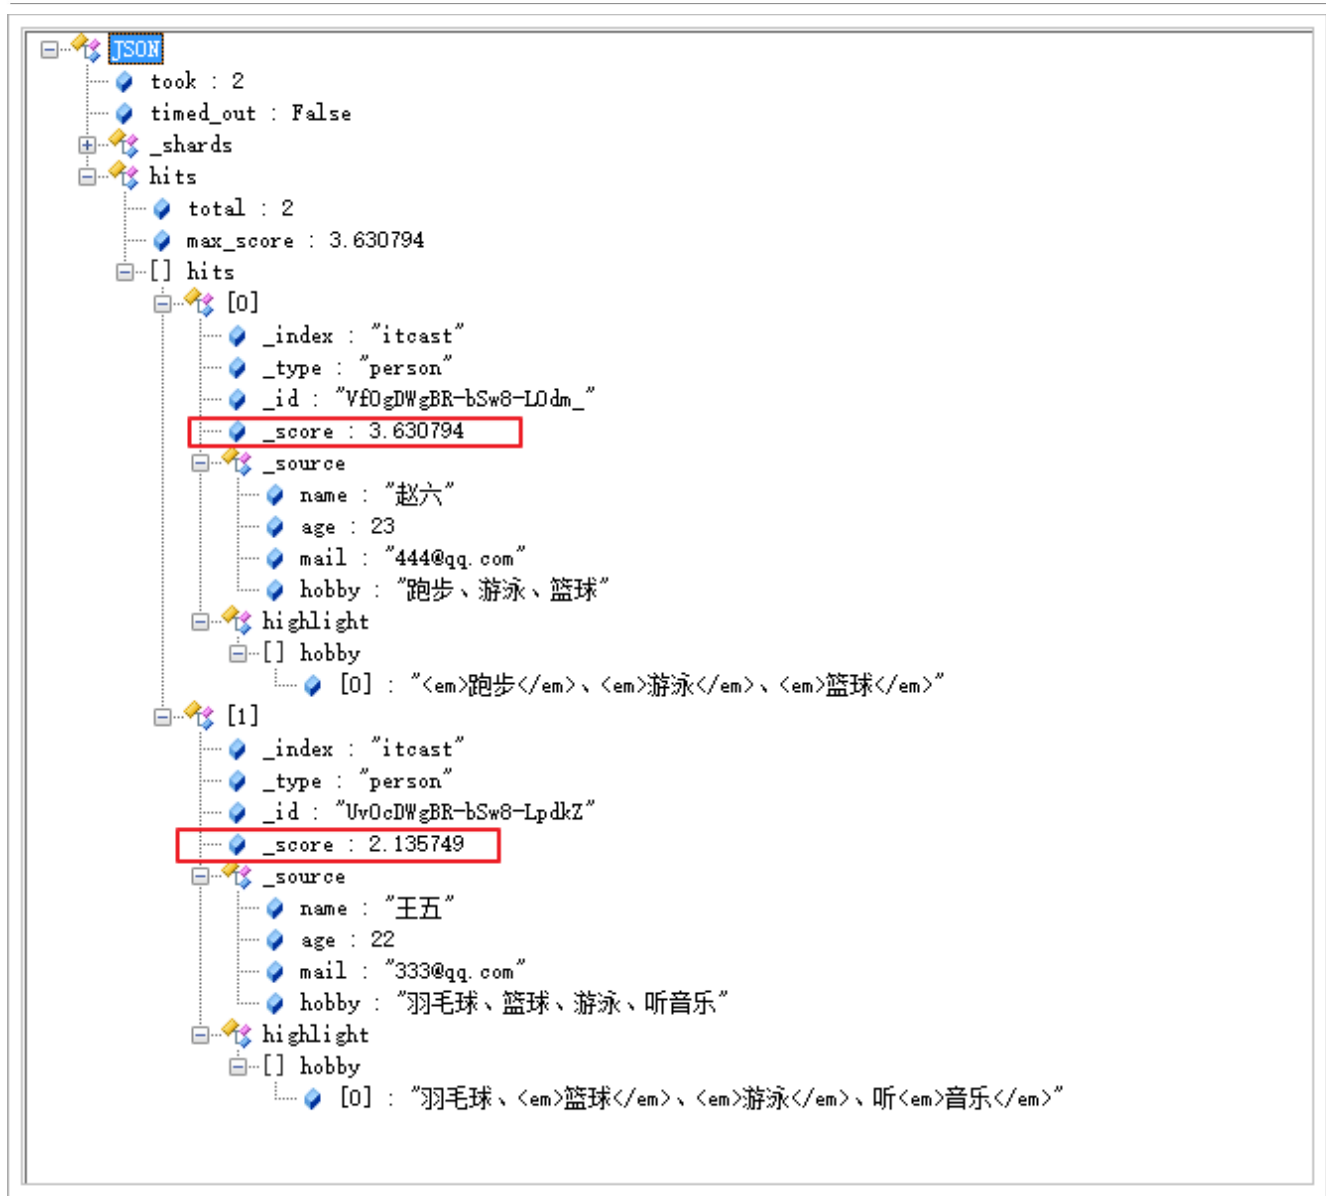 JSON
took : 2
timed_out : False
_shards
hits
total : 2
max_score : 3.630794
[] hits
[0]
_index : "itcast"
_type : "person"
_id : "VfOgDWgBR-bSw8-LOdm_"
_score : 3.630794
_source
name : "赵六"
age : 23
mail : "444@qq.com"
hobby : "跑步、游泳、篮球"
highlight
[] hobby
[0] : "<em>跑步</em>、<em>游泳</em>、<em>篮球</em>"
[1]
_index : "itcast"
_type : "person"
_id : "UvOcDWgBR-bSw8-LpdkZ"
_score : 2.135749
_source
name : "王五"
age : 22
mail : "333@qq.com"
hobby : "羽毛球、篮球、游泳、听音乐"
highlight
[] hobby
[0] : "羽毛球、<em>篮球</em>、<em>游泳</em>、听<em>音乐</em>"